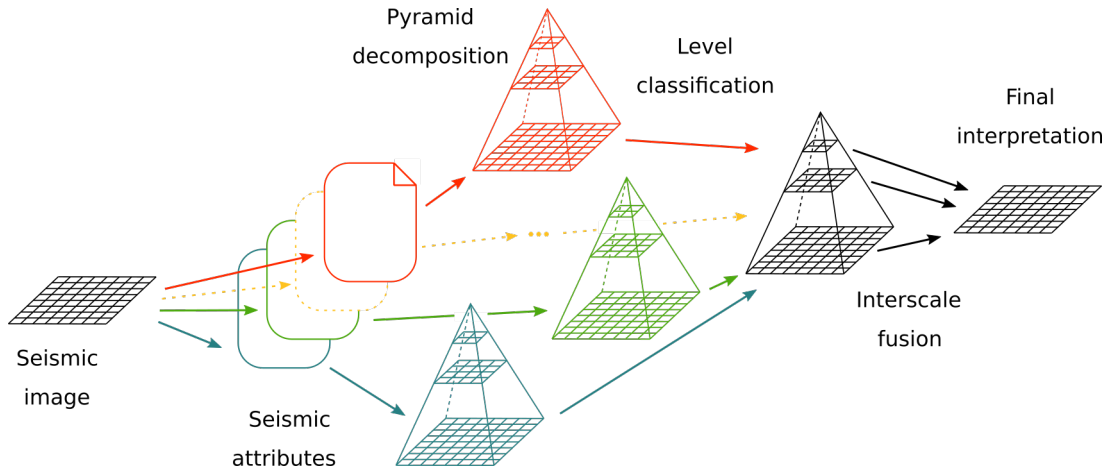 Pyramid
decomposition
Level
classification
Final
interpretation
Seismic
image
Seismic
attributes
Interscale
fusion